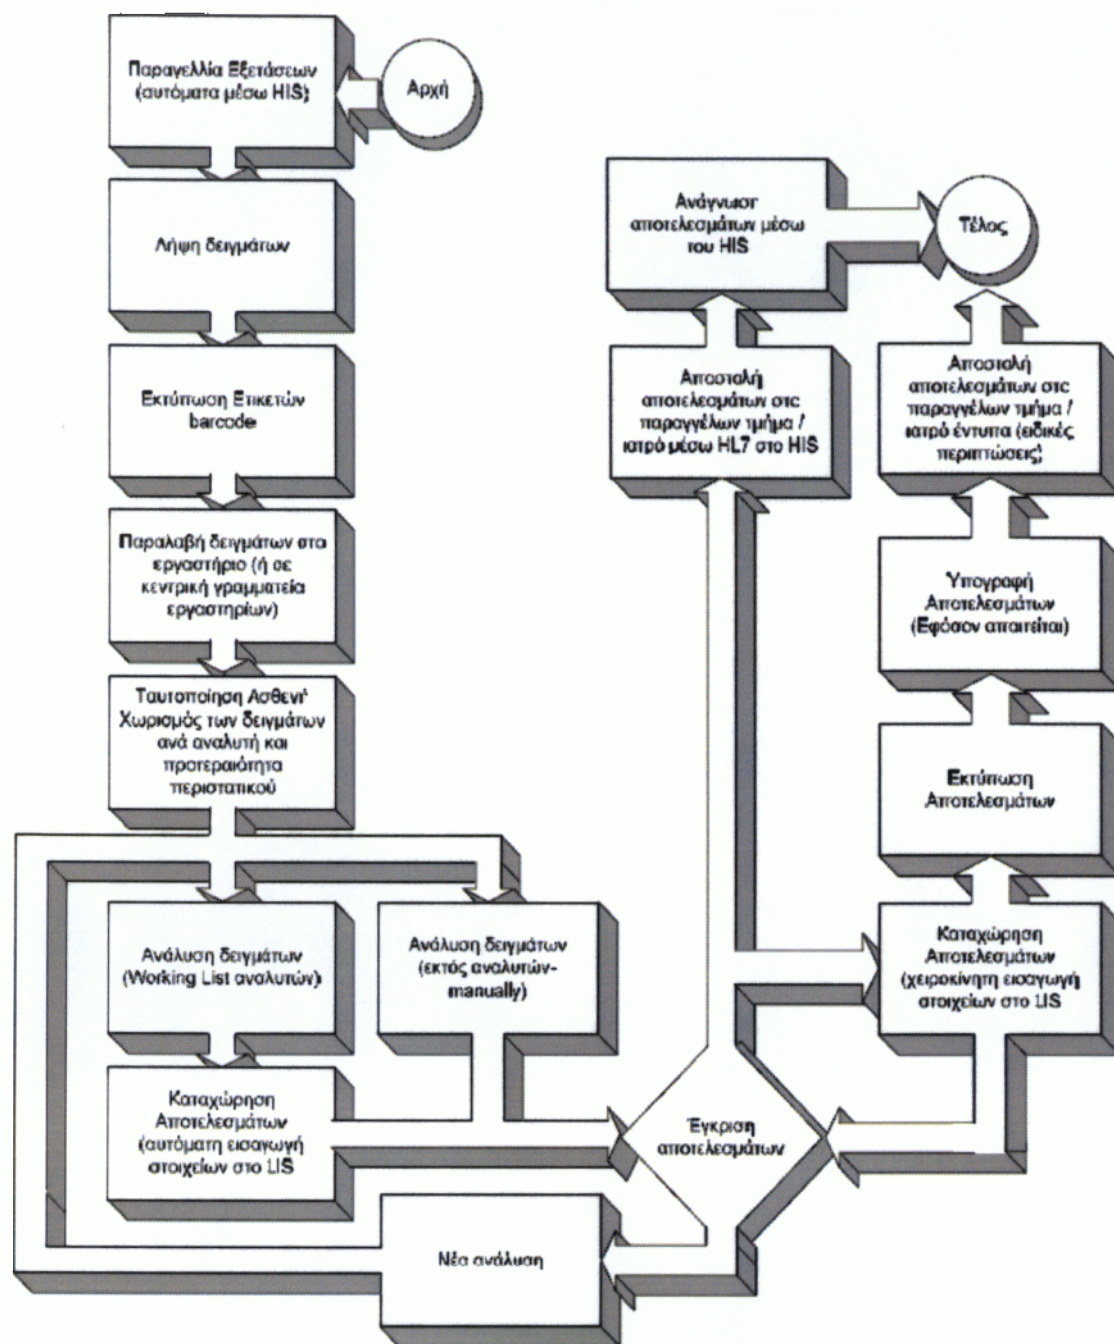 Παραγελλία Εξετάσεων
(αυτόματα μέσω HIS)
Αρχή
Λήψη δειγμάτων
Εκτύπωση Ετικετών
barcode
Παραλαβή δειγμάτων στο
εργαστήριο (ή σε
κεντρική γραμματεία
εργαστηρίων)
Ταυτοποίηση Ασθενή
Χωρισμός των δειγμάτων
ανά αναλυτή και
προτεραιότητα
περιστατικού
Ανάλυση δειγμάτων
(Working List αναλυτών)
Ανάλυση δειγμάτων
(εκτός αναλυτών-
manually)
Καταχώρηση
Αποτελεσμάτων
(αυτόματη εισαγωγή
στοιχείων στο LIS
Νέα ανάλυση
Έγκριση
αποτελεσμάτων
Αποστολή
αποτελεσμάτων στο
παραγγέλων τμήμα /
ιατρό μέσω HL7 στο HIS
Ανάγνωση
αποτελεσμάτων μέσω
του HIS
Τέλος
Αποστολή
αποτελεσμάτων στο
παραγγέλων τμήμα /
ιατρό έντυπα (ειδικές
περιπτώσεις)
Υπογραφή
Αποτελεσμάτων
(Εφόσον απαιτείται)
Εκτύπωση
Αποτελεσμάτων
Καταχώρηση
Αποτελεσμάτων
(χειροκίνητη εισαγωγή
στοιχείων στο LIS